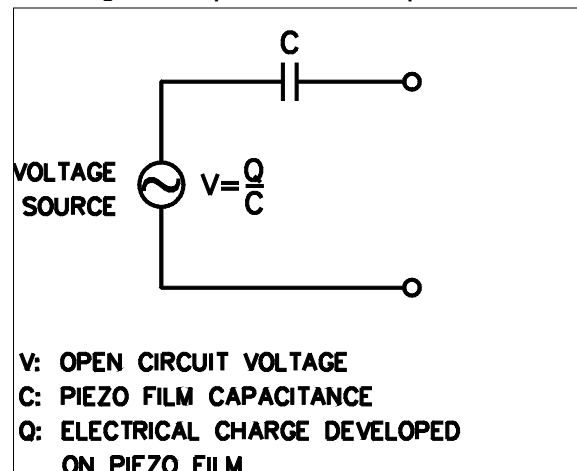 C
VOLTAGE
SOURCE
V=Q/C
V: OPEN CIRCUIT VOLTAGE
C: PIEZO FILM CAPACITANCE
Q: ELECTRICAL CHARGE DEVELOPED
ON PIEZO FILM